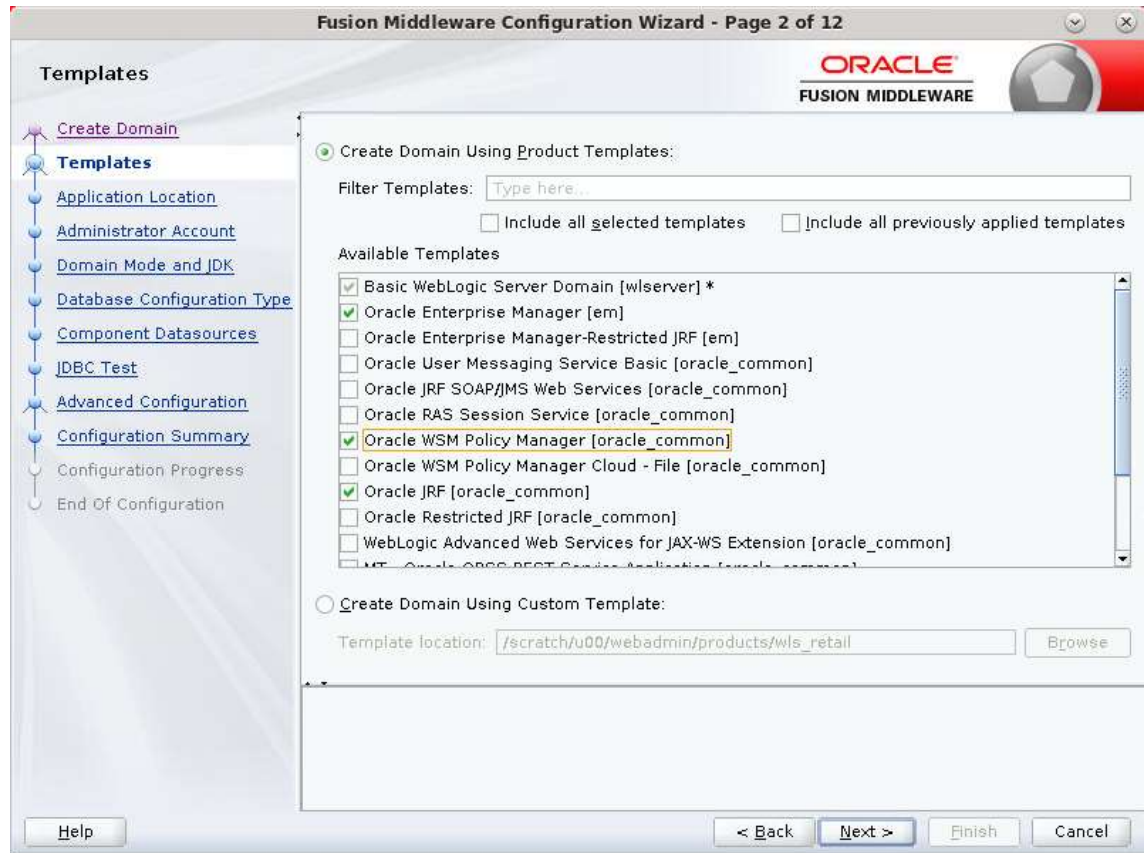 Fusion Middleware Configuration Wizard - Page 2 of 12
Templates
ORACLE
FUSION MIDDLEWARE
Create Domain
Templates
Application Location
Administrator Account
Domain Mode and JDK
Database Configuration Type
Component Datasources
JDBC Test
Advanced Configuration
Configuration Summary
Configuration Progress
End Of Configuration
Create Domain Using Product Templates:
Filter Templates: Type here...
Include all selected templates Include all previously applied templates
Available Templates
Basic WebLogic Server Domain [wlserver] *
Oracle Enterprise Manager [em]
Oracle Enterprise Manager-Restricted JRF [em]
Oracle User Messaging Service Basic [oracle_common]
Oracle JRF SOAP/JMS Web Services [oracle_common]
Oracle RAS Session Service [oracle_common]
Oracle WSM Policy Manager [oracle_common]
Oracle WSM Policy Manager Cloud - File [oracle_common]
Oracle JRF [oracle_common]
Oracle Restricted JRF [oracle_common]
WebLogic Advanced Web Services for JAX-WS Extension [oracle_common]
MT - Oracle OPSS REST Service Application [oracle_common]
Create Domain Using Custom Template:
Template location: /scratch/u00/webadmin/products/wls_retail Browse
Help < Back Next > Finish Cancel